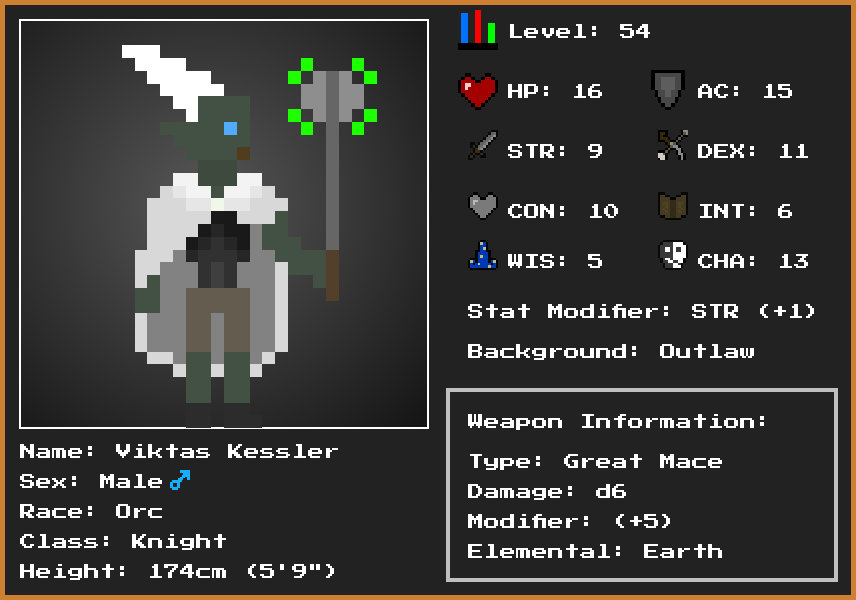 Level: 54
HP: 16 AC: 15
STR: 9 DEX: 11
CON: 10 INT: 6
WIS: 5 CHA: 13
Stat Modifier: STR (+1)
Background: Outlaw
Weapon Information:
Type: Great Mace
Damage: d6
Modifier: (+5)
Elemental: Earth
Name: Viktas Kessler
Sex: Male ♂
Race: Orc
Class: Knight
Height: 174cm (5'9")